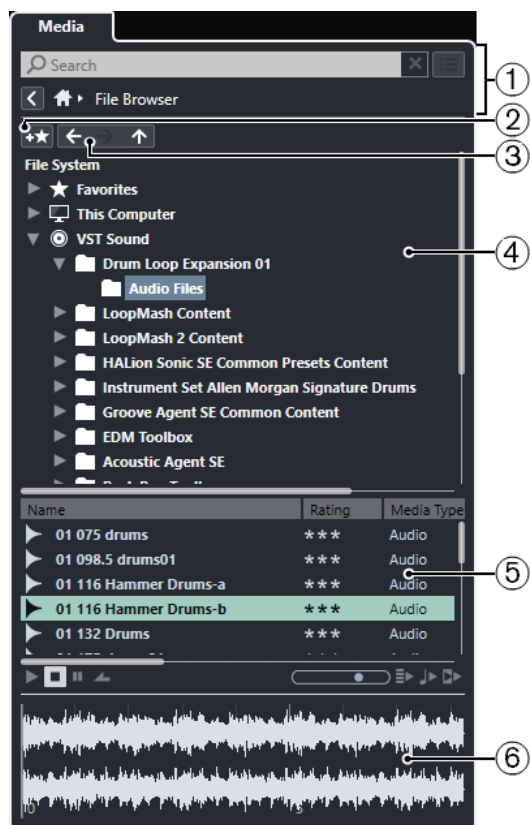 Media
Search
File Browser
1
2
3
File System
Favorites
This Computer
VST Sound
4
Drum Loop Expansion 01
Audio Files
LoopMash Content
LoopMash 2 Content
HALion Sonic SE Common Presets Content
Instrument Set Allen Morgan Signature Drums
Groove Agent SE Common Content
EDM Toolbox
Acoustic Agent SE
Name Rating Media Type
01 075 drums *** Audio
01 098.5 drums01 *** Audio
5
01 116 Hammer Drums-a *** Audio
01 116 Hammer Drums-b *** Audio
01 132 Drums *** Audio
6